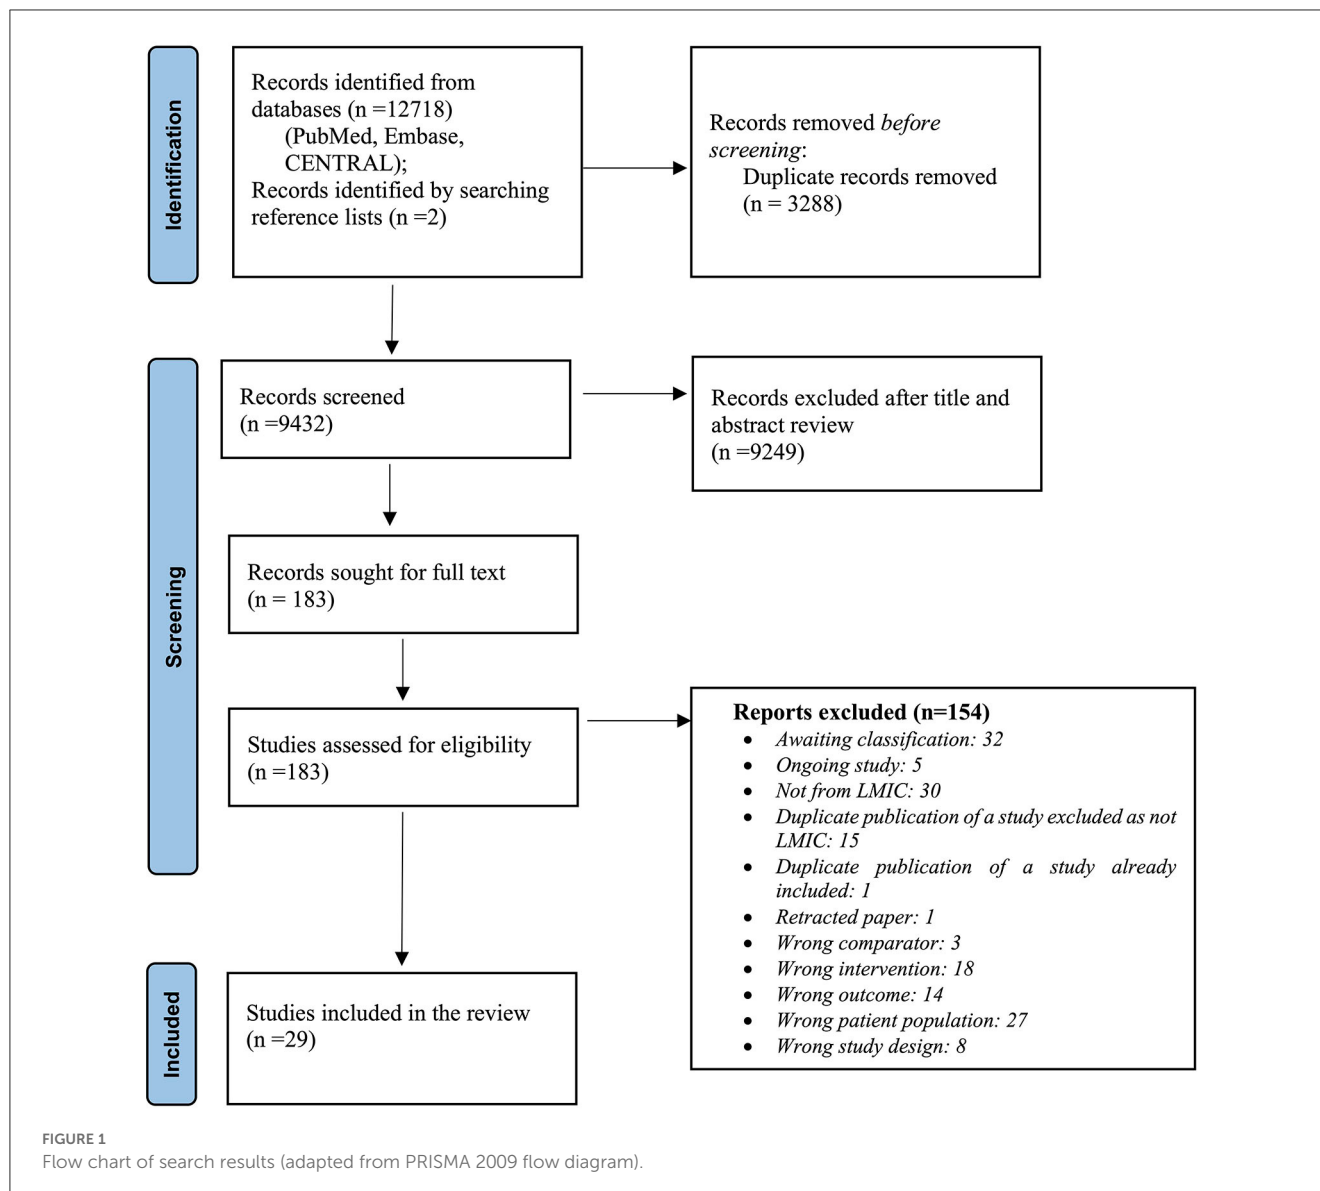 Identification
Records identified from
databases (n =12718)
(PubMed, Embase,
CENTRAL);
Records identified by searching
reference lists (n =2)
Records removed before
screening:
Duplicate records removed
(n = 3288)
Screening
Records screened
(n =9432)
Records excluded after title and
abstract review
(n =9249)
Records sought for full text
(n = 183)
Studies assessed for eligibility
(n =183)
Reports excluded (n=154)
• Awaiting classification: 32
• Ongoing study: 5
• Not from LMIC: 30
• Duplicate publication of a study excluded as not
LMIC: 15
• Duplicate publication of a study already
included: 1
• Retracted paper: 1
• Wrong comparator: 3
• Wrong intervention: 18
• Wrong outcome: 14
• Wrong patient population: 27
• Wrong study design: 8
Included
Studies included in the review
(n =29)
FIGURE 1
Flow chart of search results (adapted from PRISMA 2009 flow diagram).